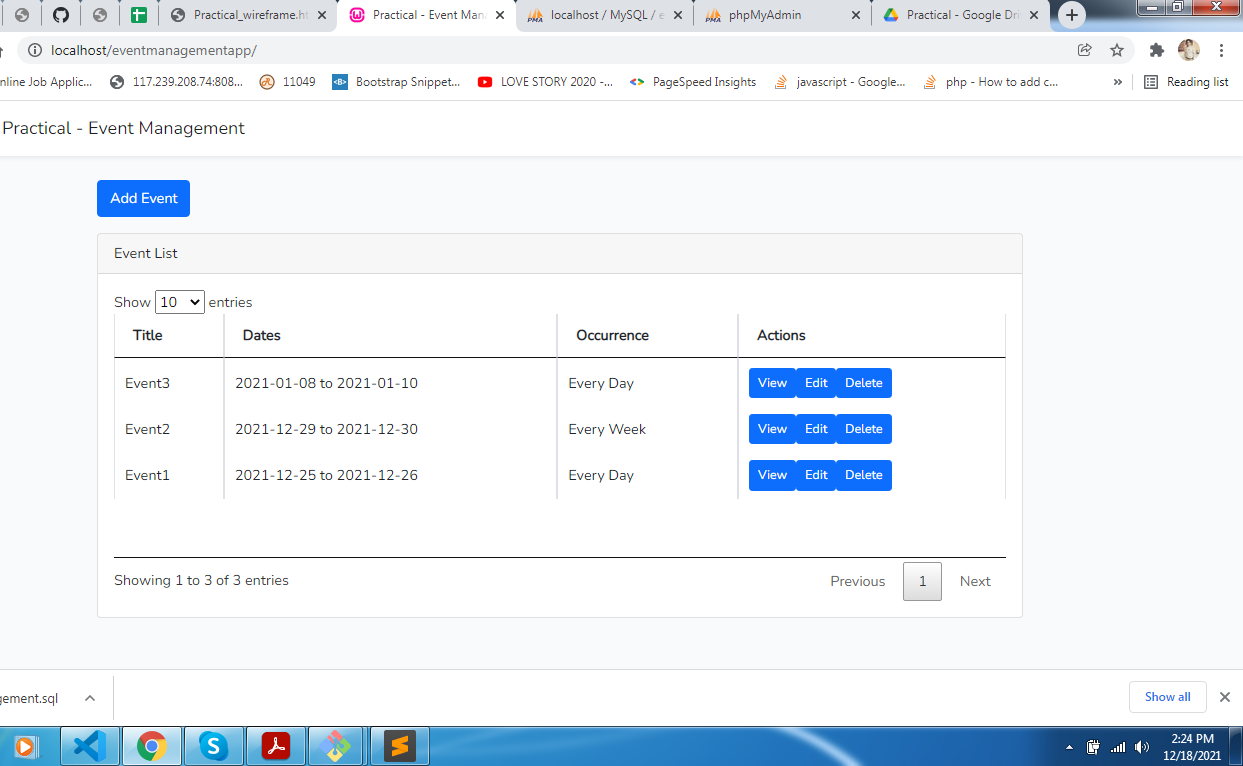 Practical_wireframe.ht
Practical - Event Mana
localhost / MySQL / e
phpMyAdmin
Practical - Google Dri
localhost/eventmanagementapp/
nline Job Applic...
117.239.208.74:808...
11049
Bootstrap Snippet...
LOVE STORY 2020 -...
PageSpeed Insights
javascript - Google...
php - How to add c...
»
Reading list
Practical - Event Management
Add Event
Event List
Show 10 entries
Title Dates Occurrence Actions
Event3 2021-01-08 to 2021-01-10 Every Day View Edit Delete
Event2 2021-12-29 to 2021-12-30 Every Week View Edit Delete
Event1 2021-12-25 to 2021-12-26 Every Day View Edit Delete
Showing 1 to 3 of 3 entries
Previous 1 Next
gement.sql
Show all
2:24 PM
12/18/2021